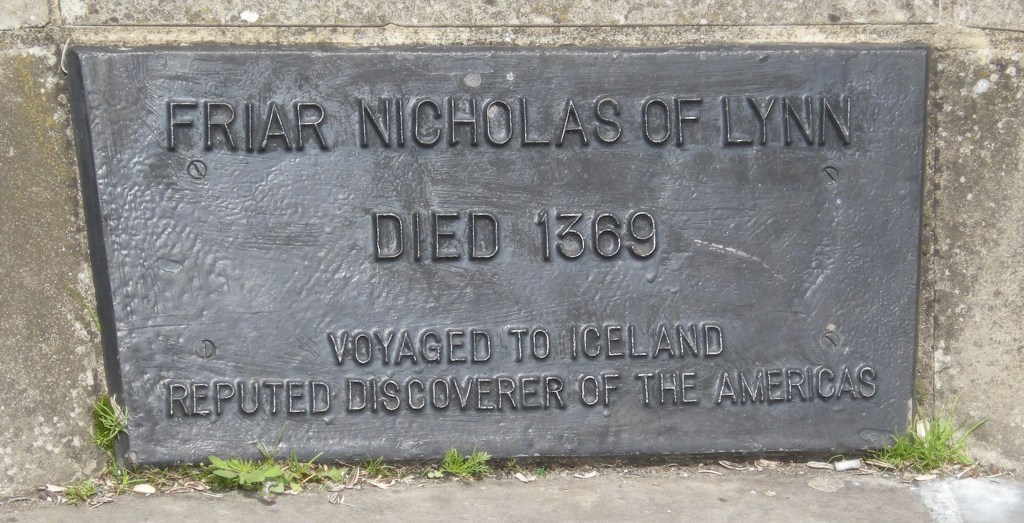 FRIAR NICHOLAS OF LYNN
DIED 1369
VOYAGED TO ICELAND
REPUTED DISCOVERER OF THE AMERICAS